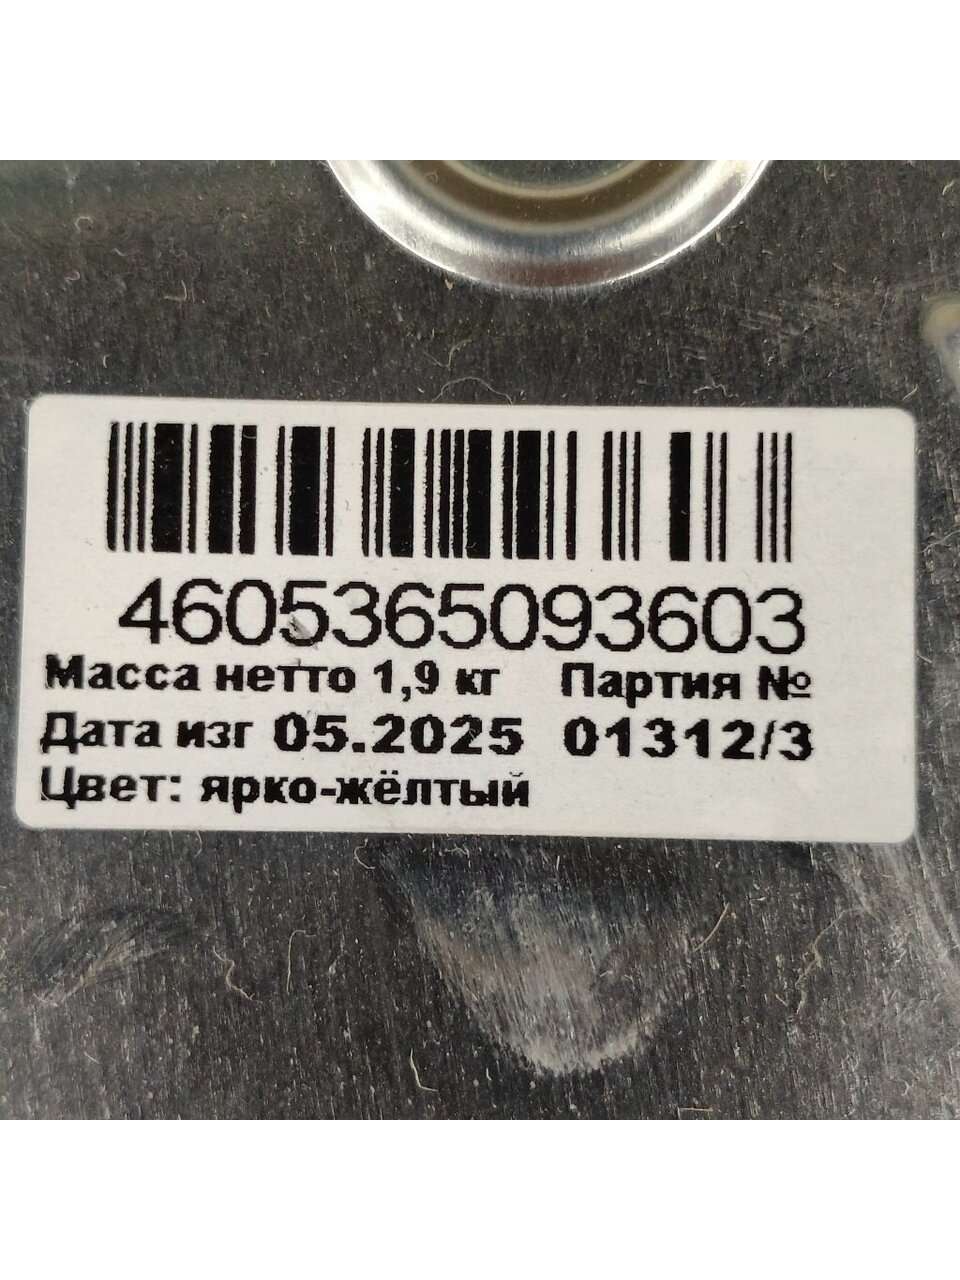 4605365093603
Масса нетто 1,9 кг Партия №
Дата изг 05.2025 01312/3
Цвет: ярко-жёлтый